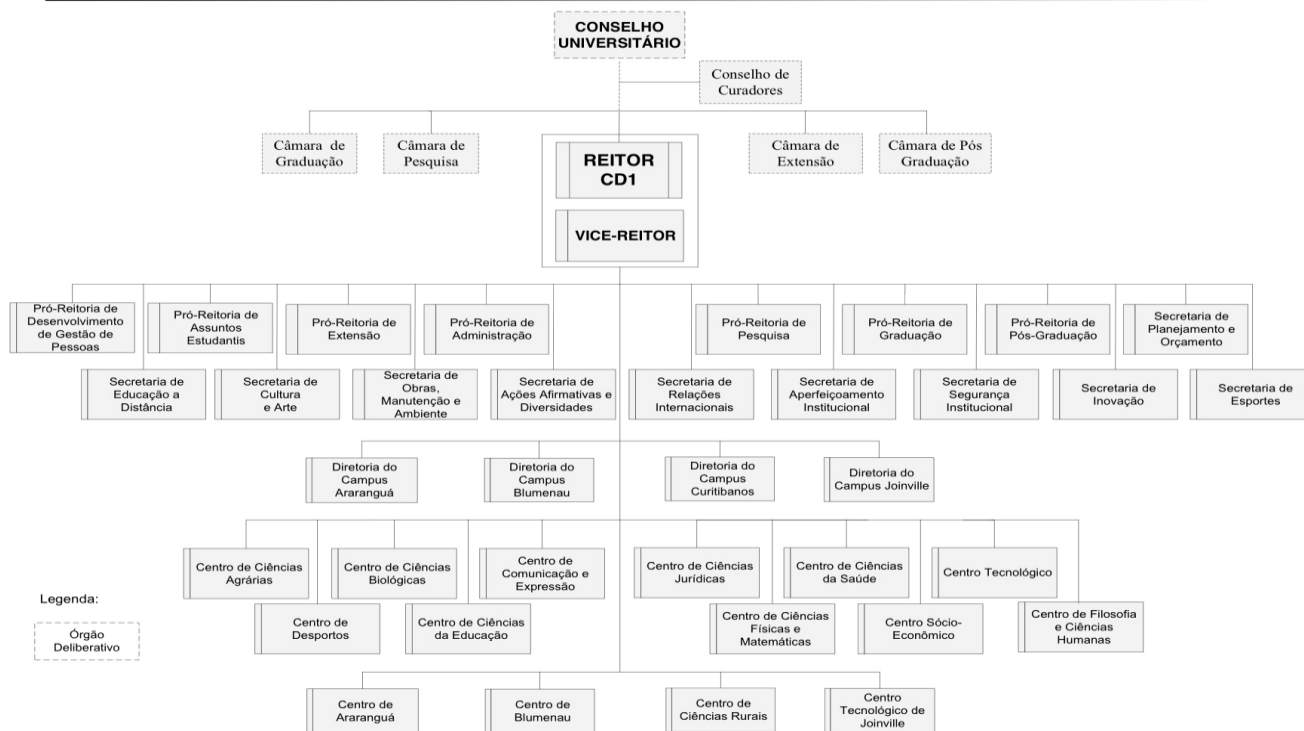 CONSELHO
UNIVERSITÁRIO
Conselho de
Curadores
Câmara de
Graduação
Câmara de
Pesquisa
Câmara de
Extensão
Câmara de Pós
Graduação
REITOR
CD1
VICE-REITOR
Pró-Reitoria de
Desenvolvimento
de Gestão de
Pessoas
Pró-Reitoria de
Assuntos
Estudantis
Pró-Reitoria de
Extensão
Pró-Reitoria de
Administração
Pró-Reitoria de
Pesquisa
Pró-Reitoria de
Graduação
Pró-Reitoria de
Pós-Graduação
Secretaria de
Planejamento e
Orçamento
Secretaria de
Educação a
Distância
Secretaria de
Cultura
e Arte
Secretaria de
Obras,
Manutenção e
Ambiente
Secretaria de
Ações Afirmativas e
Diversidades
Secretaria de
Relações
Internacionais
Secretaria de
Aperfeiçoamento
Institucional
Secretaria de
Segurança
Institucional
Secretaria de
Inovação
Secretaria de
Esportes
Diretoria do
Campus
Araranguá
Diretoria do
Campus
Blumenau
Diretoria do
Campus
Curitibanos
Diretoria do
Campus Joinville
Centro de Ciências
Agrárias
Centro de Ciências
Biológicas
Centro de
Comunicação e
Expressão
Centro de Ciências
Jurídicas
Centro de Ciências
da Saúde
Centro Tecnológico
Centro de
Desportos
Centro de Ciências
da Educação
Centro de Ciências
Físicas e
Matemáticas
Centro Sócio-
Econômico
Centro de Filosofia
e Ciências
Humanas
Legenda:
Órgão
Deliberativo
Centro de
Araranguá
Centro de
Blumenau
Centro de
Ciências Rurais
Centro
Tecnológico de
Joinville